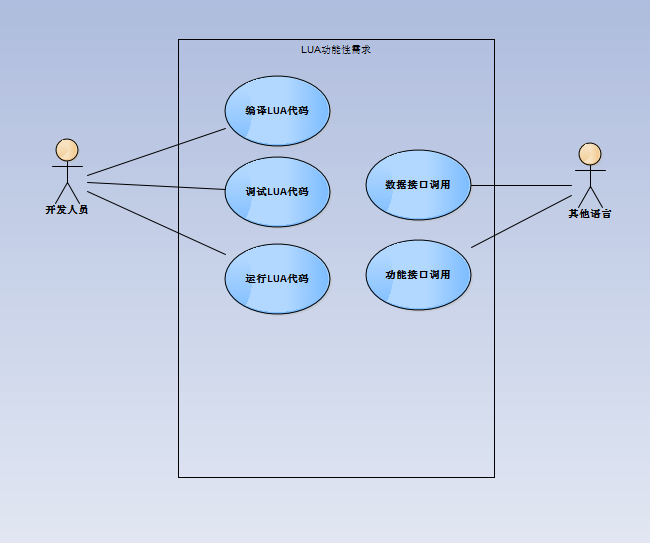 LUA功能性需求
编译LUA代码
调试LUA代码
数据接口调用
开发人员
其他语言
运行LUA代码
功能接口调用